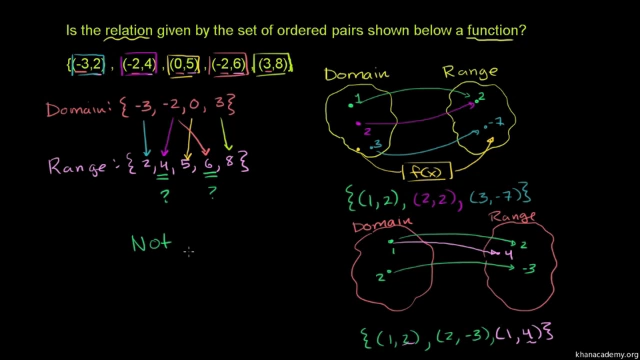 Is the relation given by the set of ordered pairs shown below a function?
{(-3,2) , (-2,4) , (0,5) , (-2,6) , (3,8)}
Domain: { -3, -2, 0, 3}
Range: { 2, 4, 5, 6, 8}
? ?
Not
Domain Range
1 2
2 -7
3
f(x)
{(1,2), (2,2), (3,-7)}
Domain Range
1 2
4
2 -3
{(1,2), (2,-3), (1,4)}
khanacademy.org